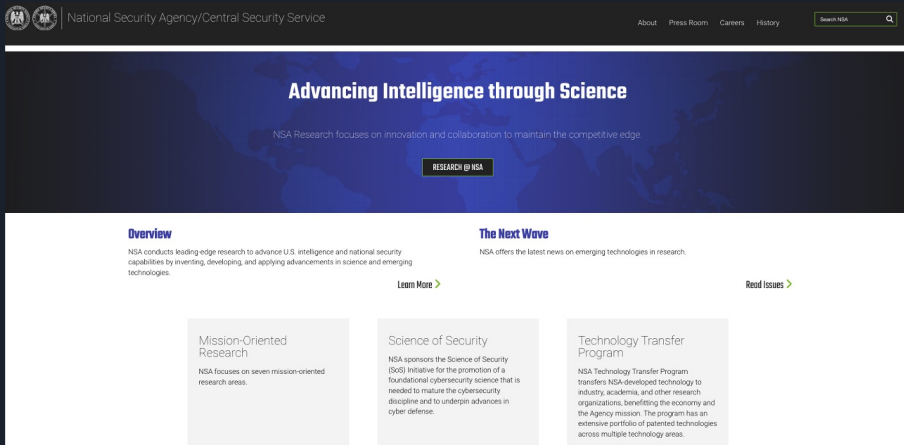 National Security Agency/Central Security Service
About Press Room Careers History
Search NSA
Advancing Intelligence through Science
NSA Research focuses on innovation and collaboration to maintain the competitive edge
RESEARCH @ NSA
Overview
NSA conducts leading-edge research to advance U.S. intelligence and national security
capabilities by inventing, developing, and applying advancements in science and emerging
technologies.
Learn More
The Next Wave
NSA offers the latest news on emerging technologies in research.
Read Issues
Mission-Oriented
Research
NSA focuses on seven mission-oriented
research areas.
Science of Security
NSA sponsors the Science of Security
(SoS) Initiative for the promotion of a
foundational cybersecurity science that is
needed to mature the cybersecurity
discipline and to underpin advances in
cyber defense.
Technology Transfer
Program
NSA Technology Transfer Program
transfers NSA-developed technology to
industry, academia, and other research
organizations, benefitting the economy and
the Agency mission. The program has an
extensive portfolio of patented technologies
across multiple technology areas.